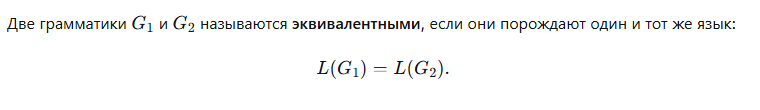 Две грамматики G₁ и G₂ называются эквивалентными, если они порождают один и тот же язык:
L(G₁) = L(G₂).